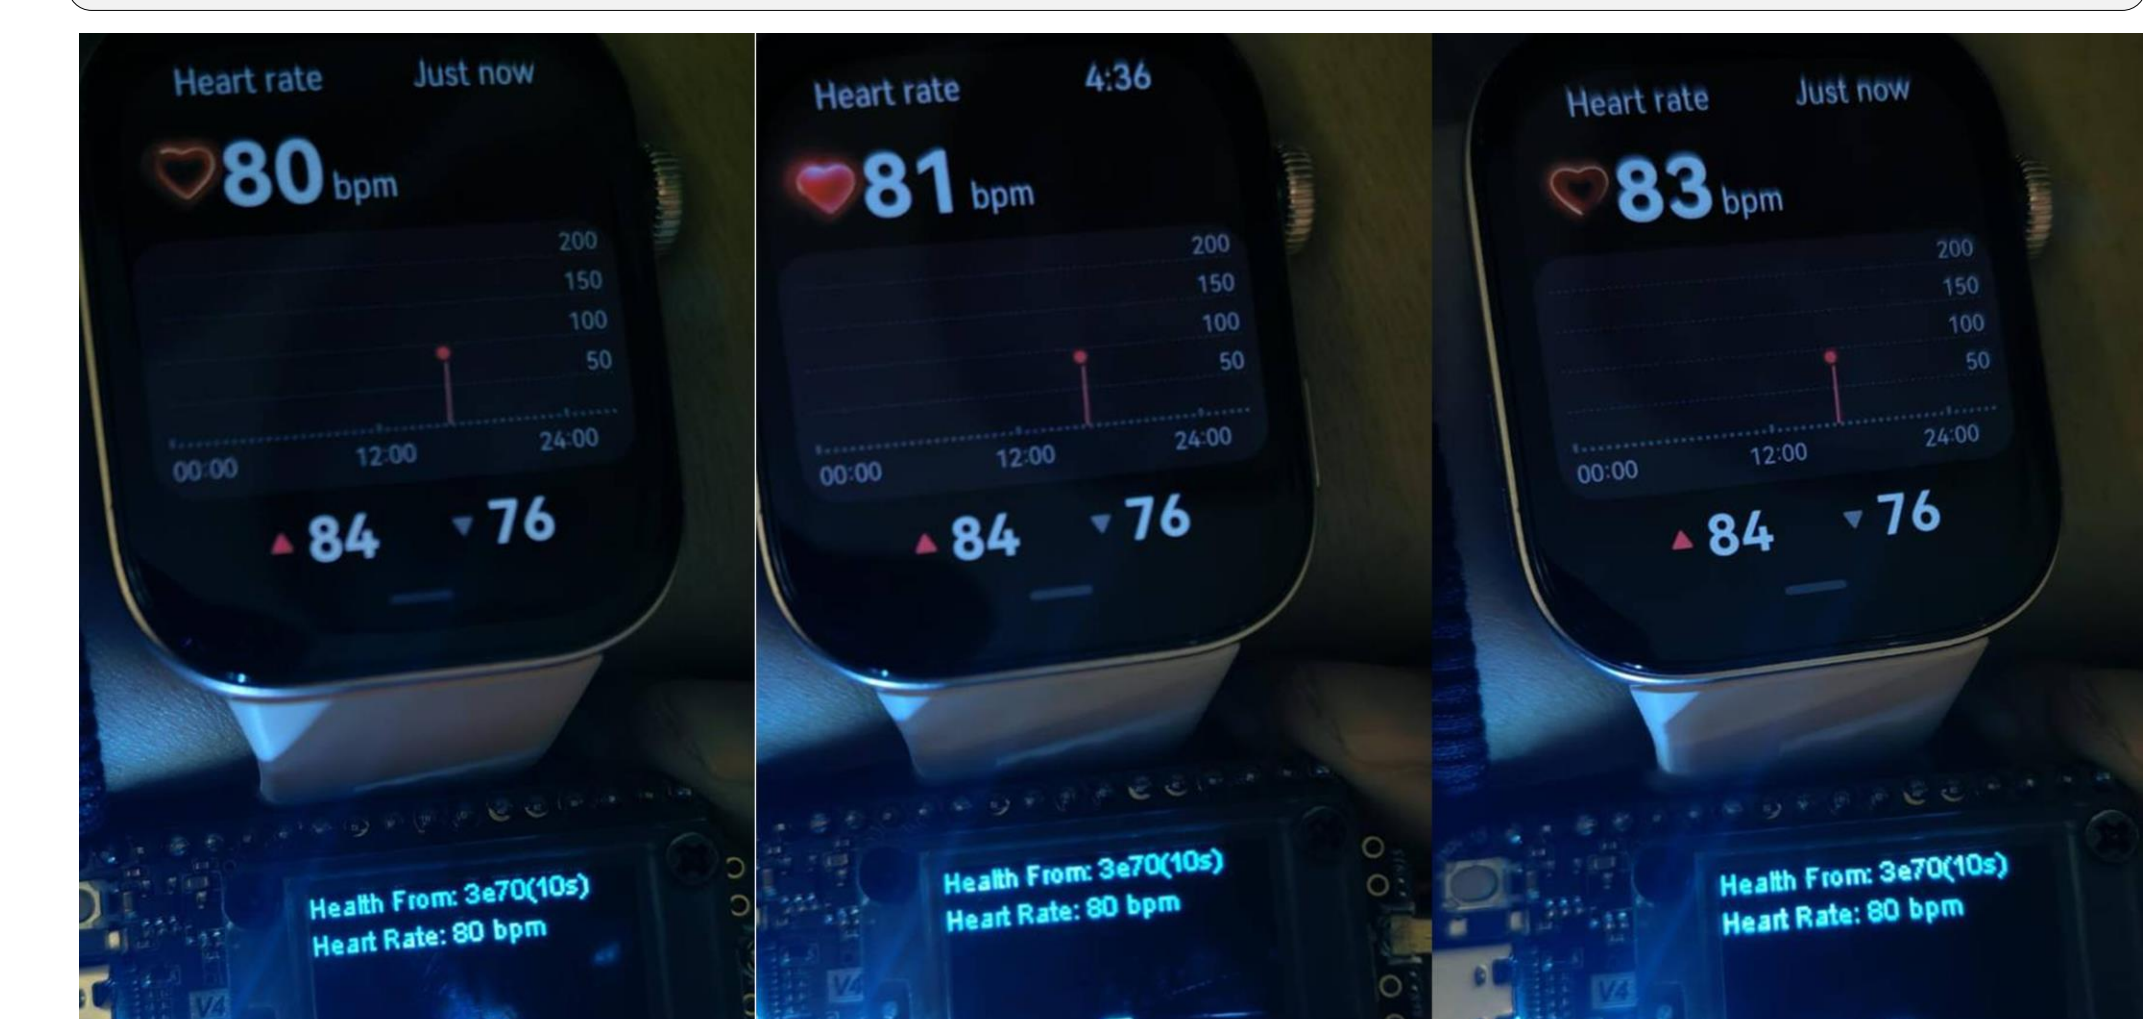 Heart rate Just now
80 bpm
200
150
100
50
00:00 12:00 24:00
▲ 84 ▼ 76
Health From: 3e70(10s)
Heart Rate: 80 bpm
V4
Heart rate 4:36
81 bpm
200
150
100
50
00:00 12:00 24:00
▲ 84 ▼ 76
Health From: 3e70(10s)
Heart Rate: 80 bpm
V4
Heart rate Just now
83 bpm
200
150
100
50
00:00 12:00 24:00
▲ 84 ▼ 76
Health From: 3e70(10s)
Heart Rate: 80 bpm
V4